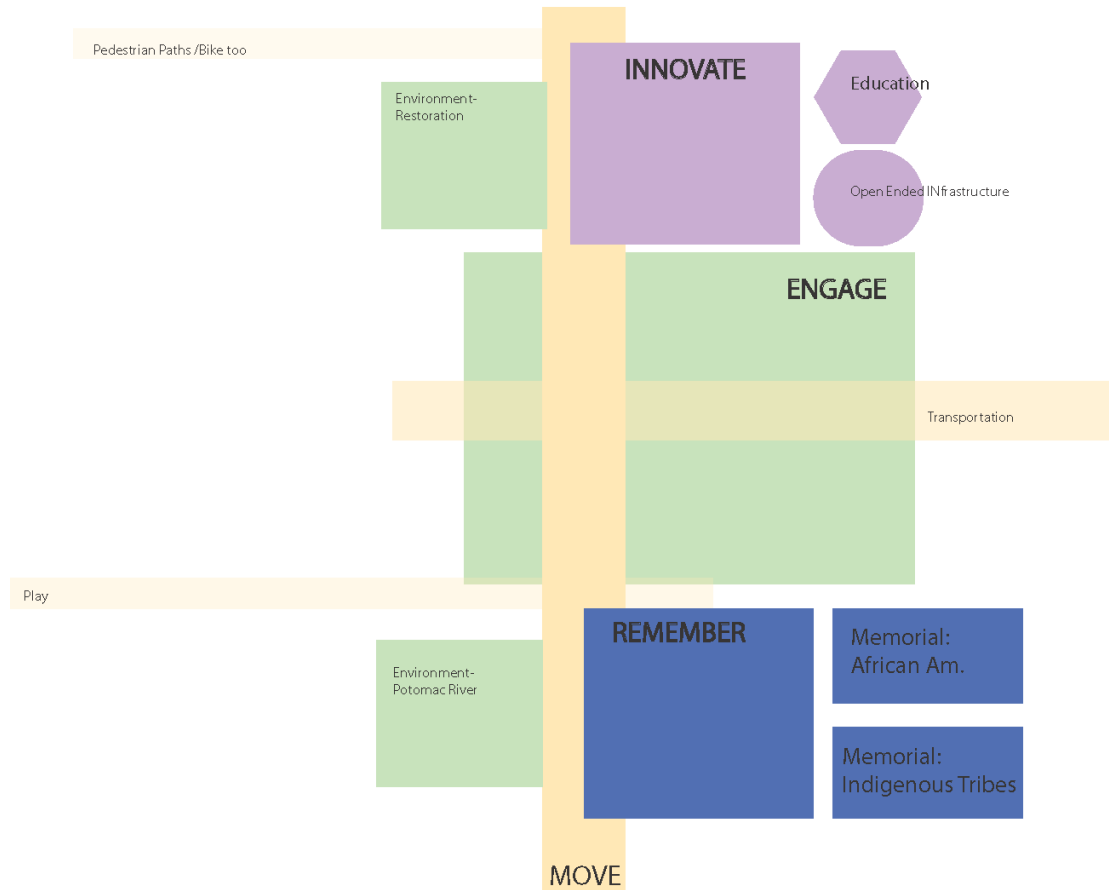 Pedestrian Paths /Bike too
INNOVATE
Education
Environment-
Restoration
Open Ended INfrastructure
ENGAGE
Transportation
Play
REMEMBER
Memorial:
African Am.
Environment-
Potomac River
Memorial:
Indigenous Tribes
MOVE